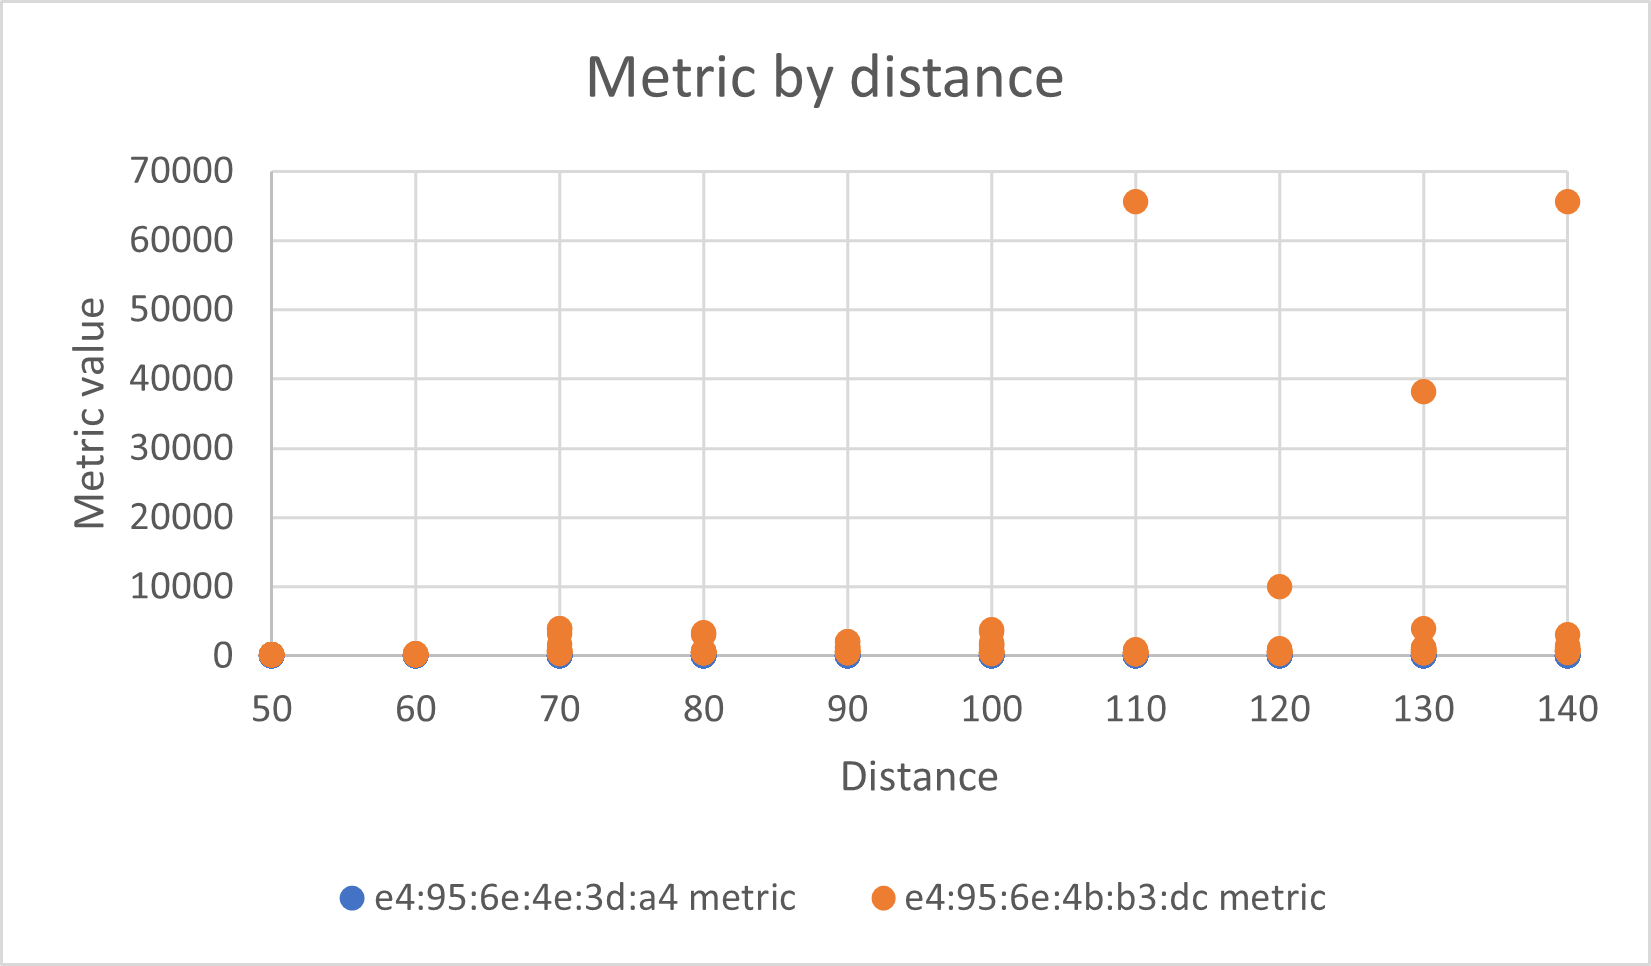 Metric by distance
70000
60000
50000
40000
30000
20000
10000
0
Metric value
50 60 70 80 90 100 110 120 130 140
Distance
e4:95:6e:4e:3d:a4 metric e4:95:6e:4b:b3:dc metric